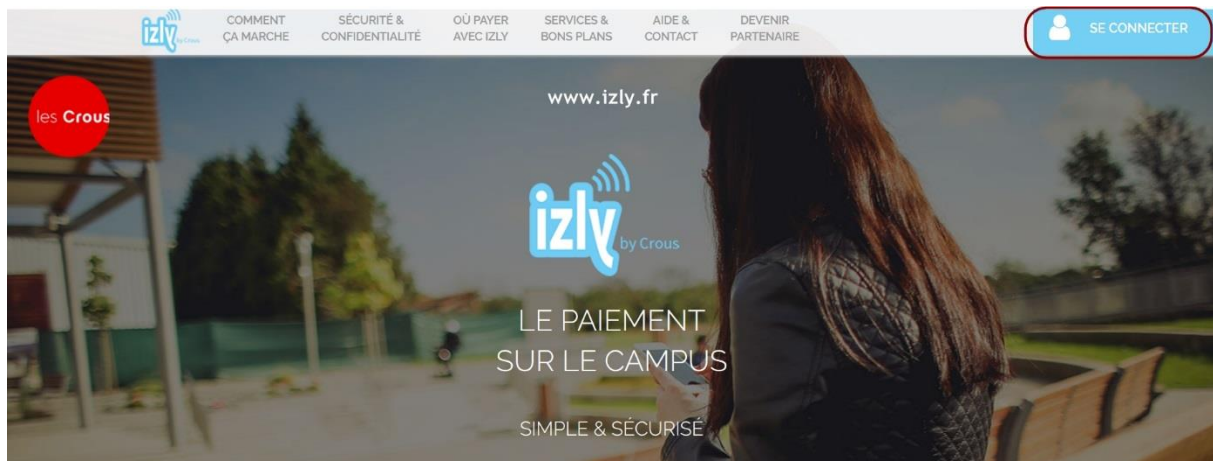 izly by Crous
COMMENT
ÇA MARCHE
SÉCURITÉ &
CONFIDENTIALITÉ
OÙ PAYER
AVEC IZLY
SERVICES &
BONS PLANS
AIDE &
CONTACT
DEVENIR
PARTENAIRE
SE CONNECTER
les Crous
www.izly.fr
izly
by Crous
LE PAIEMENT
SUR LE CAMPUS
SIMPLE & SÉCURISÉ